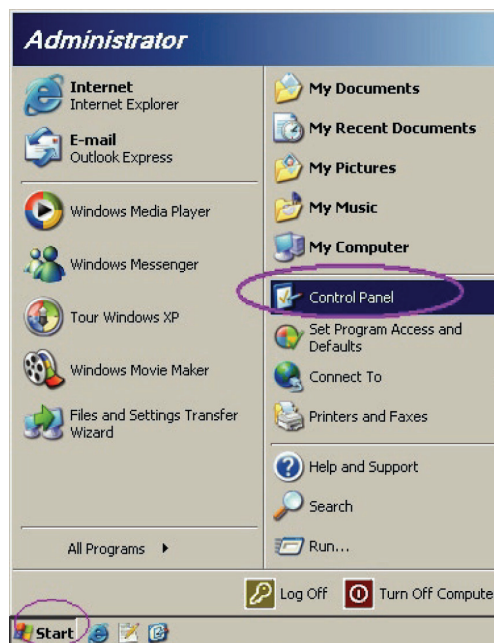 Administrator
Internet
Internet Explorer
E-mail
Outlook Express
Windows Media Player
Windows Messenger
Tour Windows XP
Windows Movie Maker
Files and Settings Transfer
Wizard
All Programs
My Documents
My Recent Documents
My Pictures
My Music
My Computer
Control Panel
Set Program Access and
Defaults
Connect To
Printers and Faxes
Help and Support
Search
Run...
Log Off
Turn Off Compute
Start